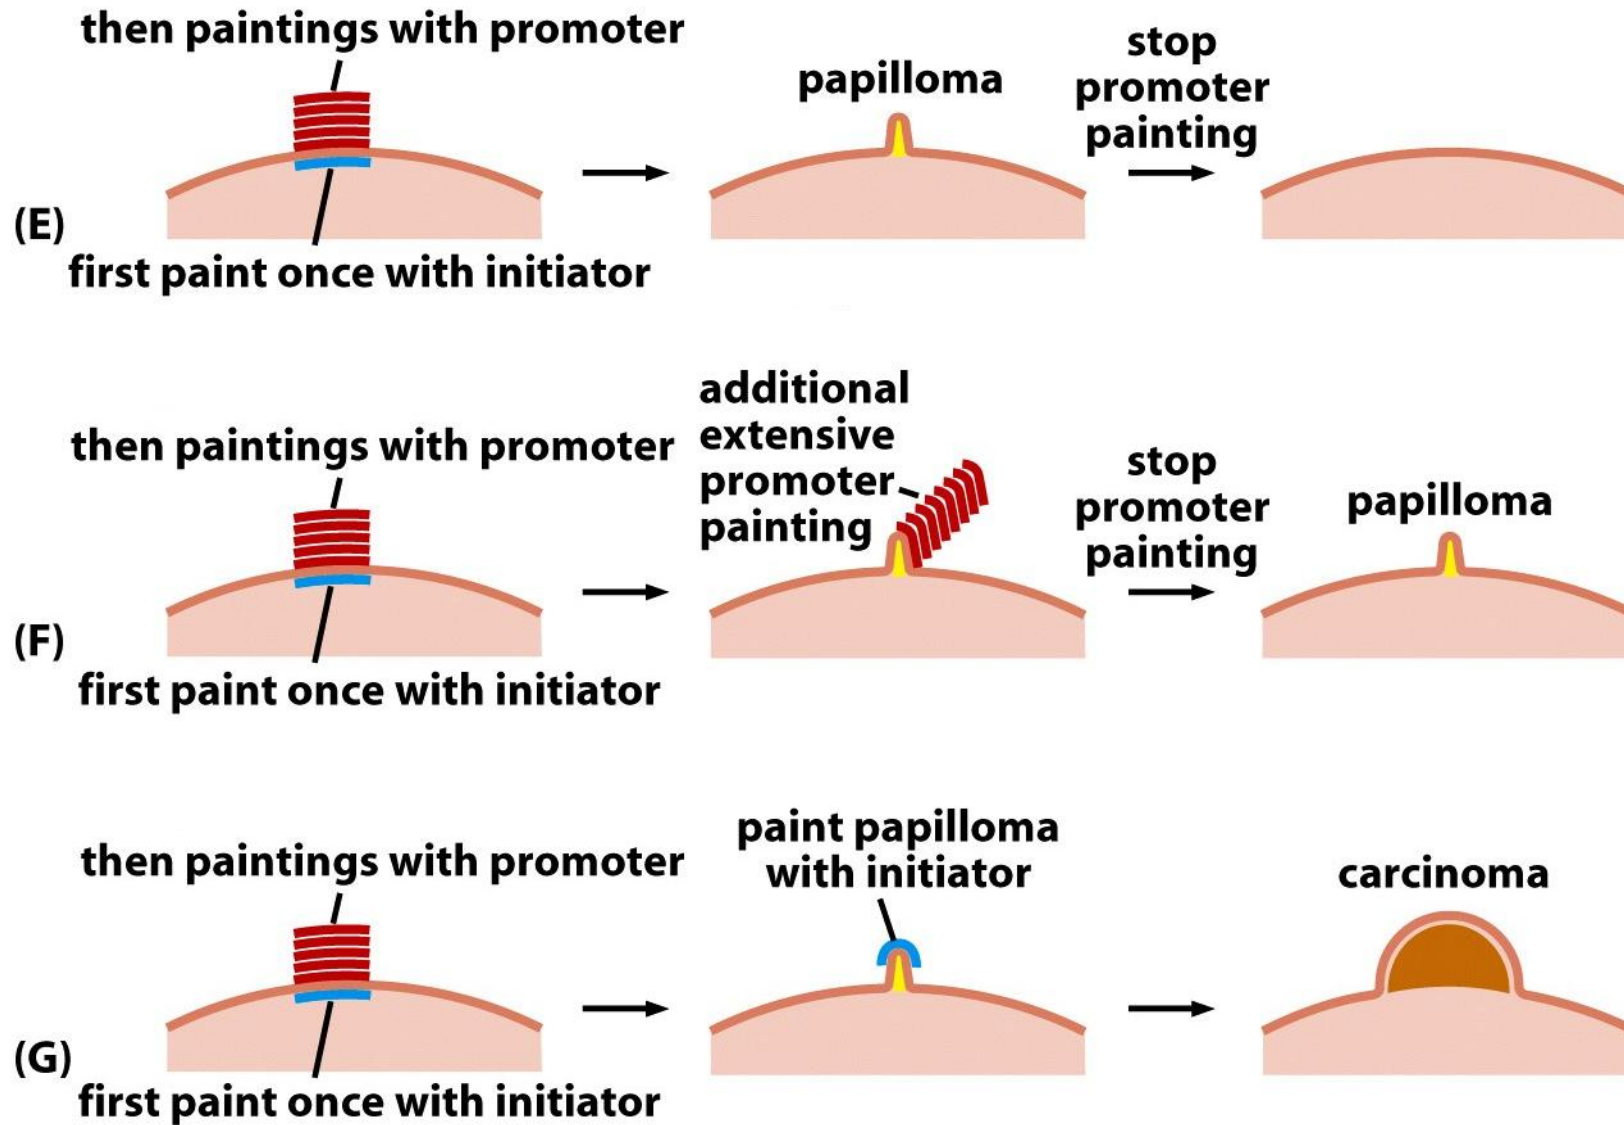 then paintings with promoter
papilloma
stop
promoter
painting
(E)
first paint once with initiator
then paintings with promoter
additional
extensive
promoter
painting
stop
promoter
painting
papilloma
(F)
first paint once with initiator
then paintings with promoter
paint papilloma
with initiator
carcinoma
(G)
first paint once with initiator